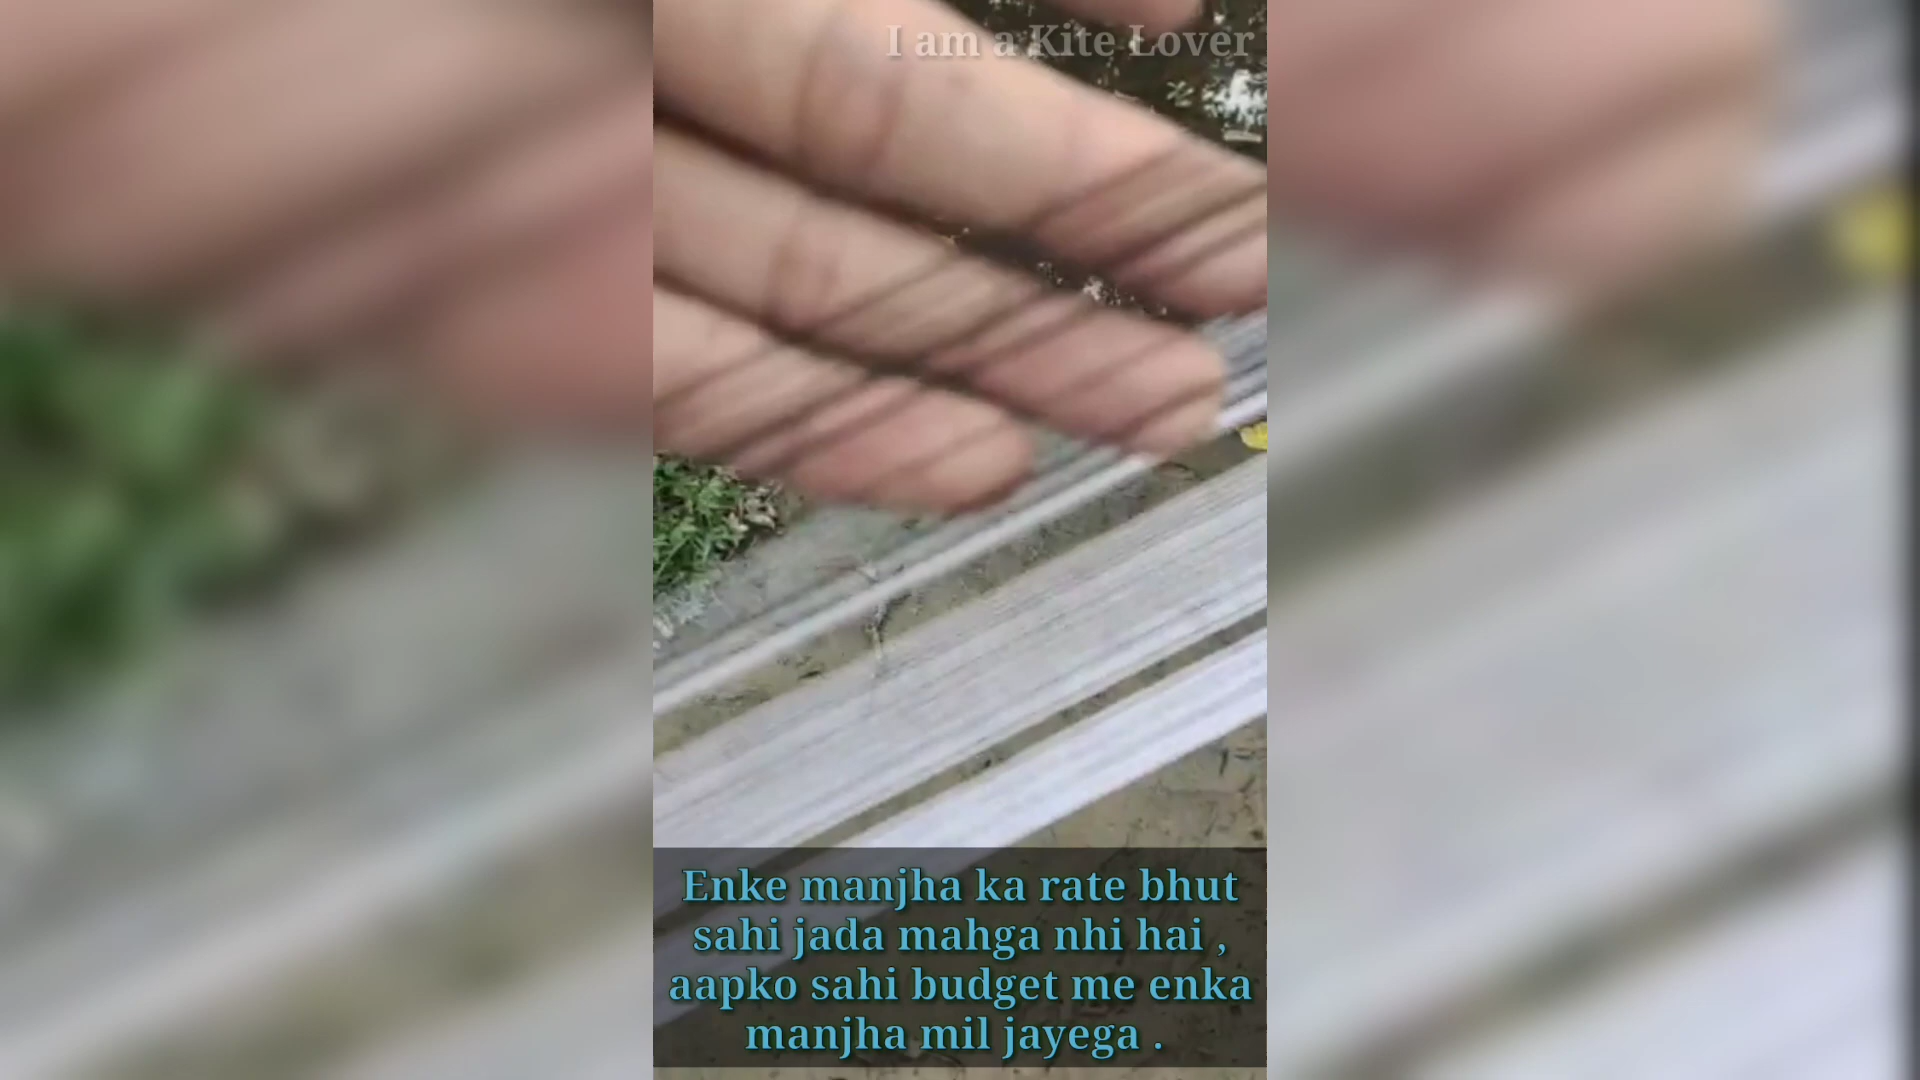 I am a Kite Lover
Enke manjha ka rate bhut
sahi jada mahga nhi hai ,
aapko sahi budget me enka
manjha mil jayega .